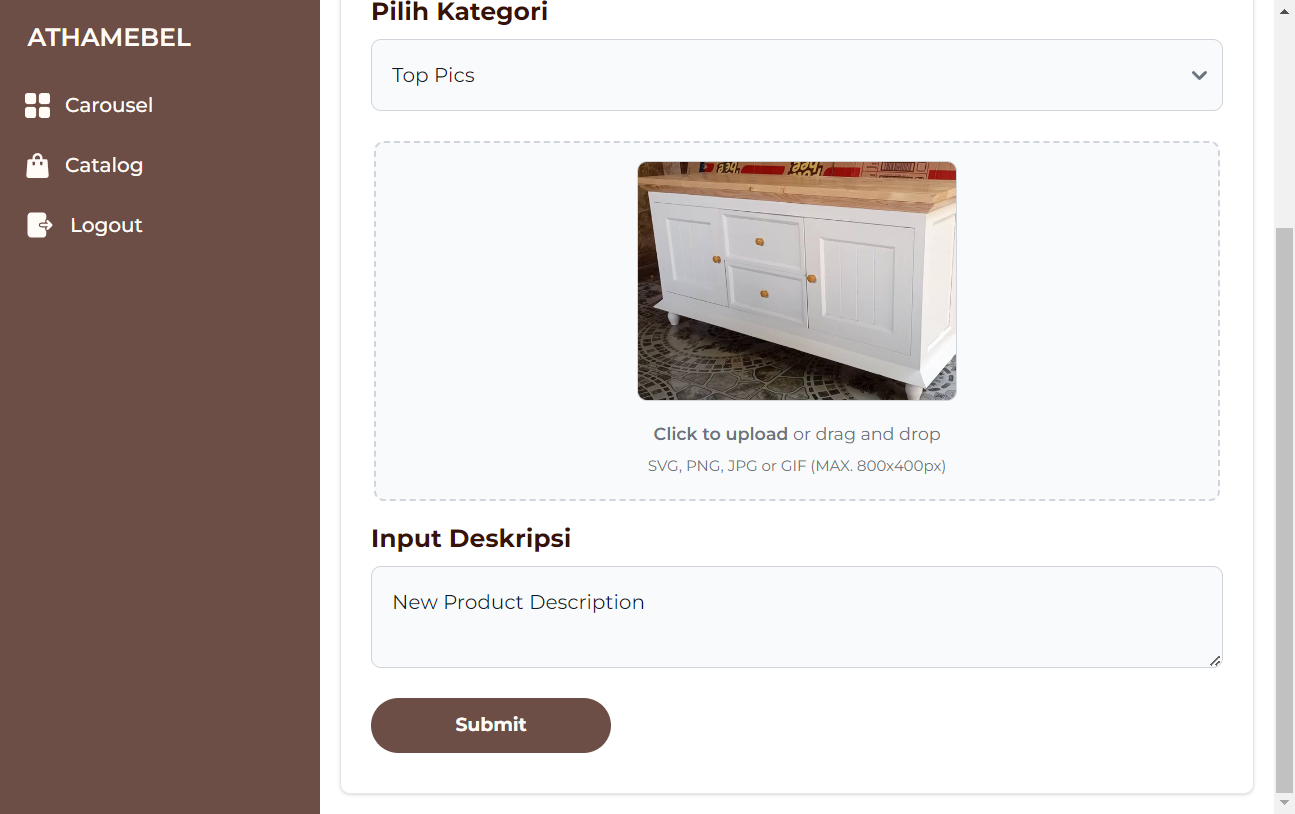 ATHAMEBEL
Carousel
Catalog
Logout
Pilih Kategori
Top Pics
Click to upload or drag and drop
SVG, PNG, JPG or GIF (MAX. 800x400px)
Input Deskripsi
New Product Description
Submit